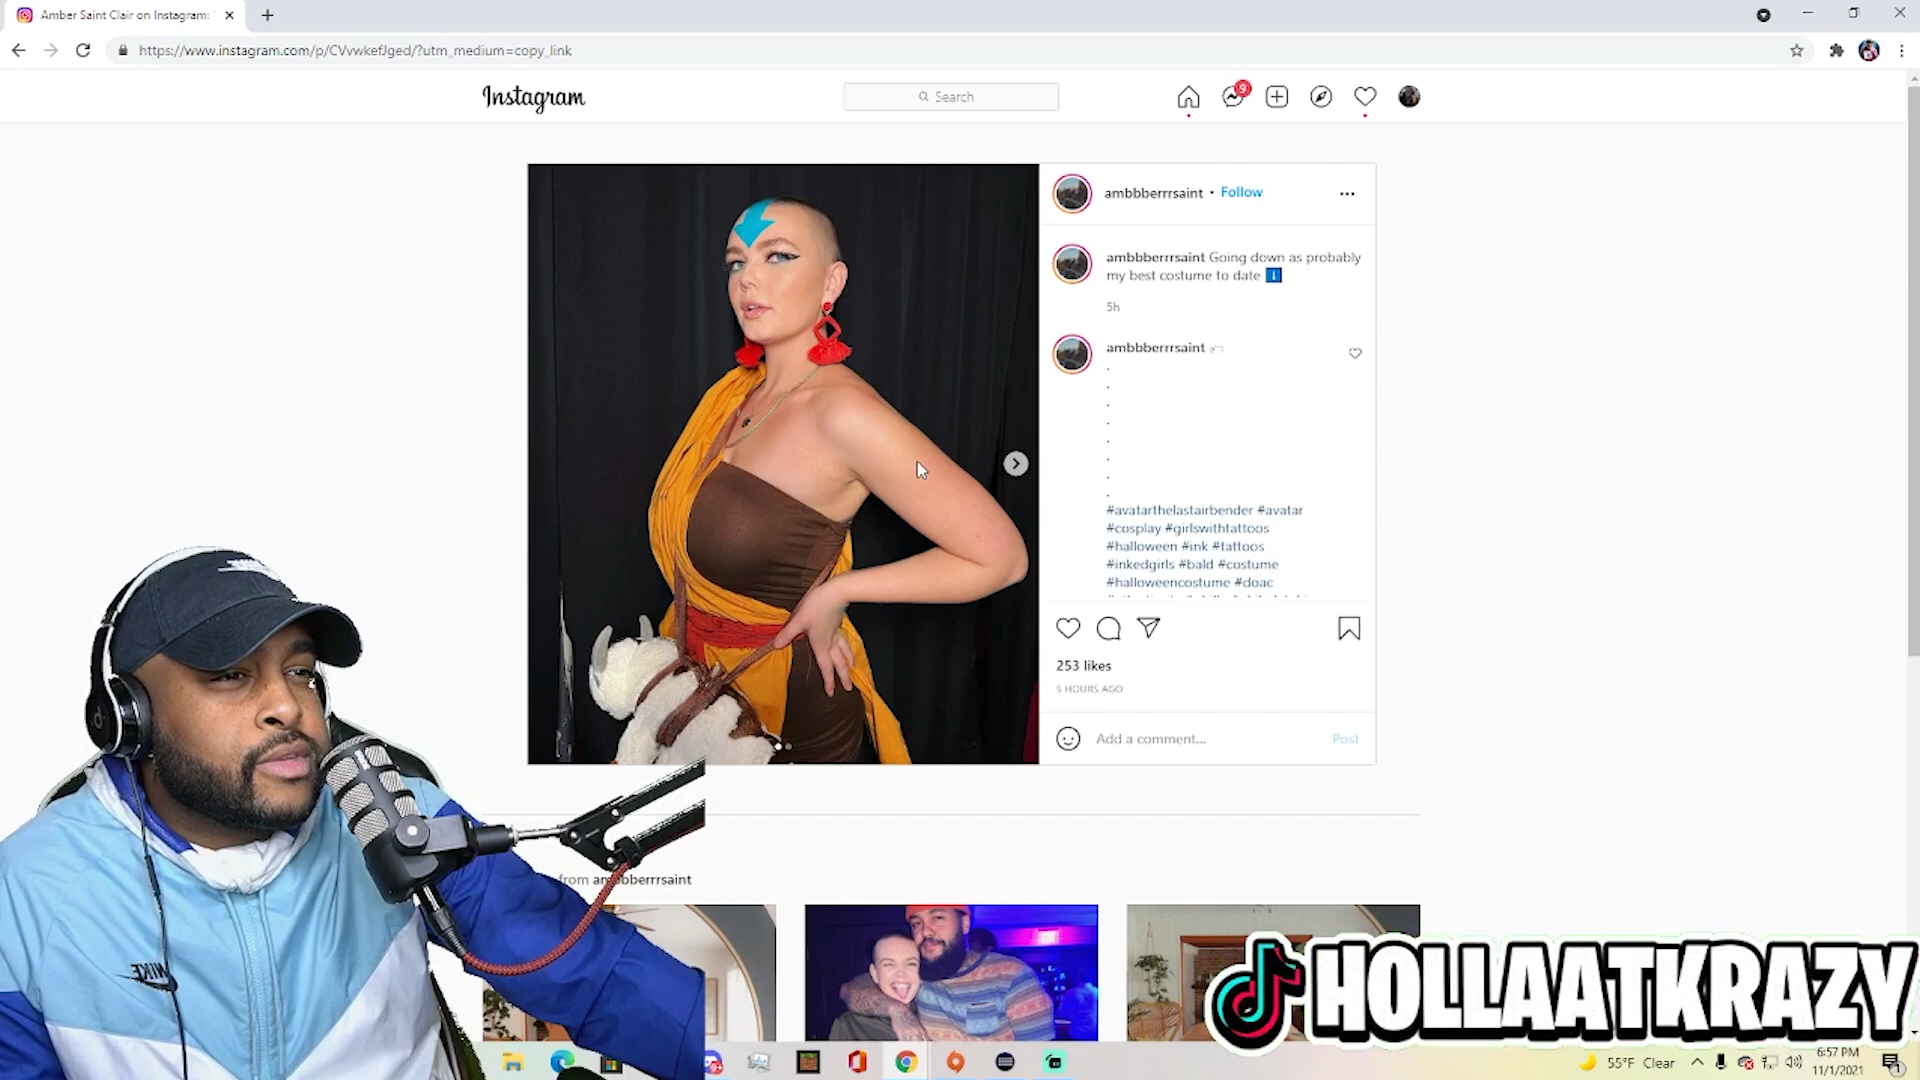 Amber Saint Clair on Instagram:
https://www.instagram.com/p/CVvwkefJged/?utm_medium=copy_link
Instagram
Search
9
ambbberrrsaint • Follow
ambbberrrsaint Going down as probably
my best costume to date
5h
ambbberrrsaint
.
.
.
.
.
.
.
.
#avatarthelastairbender #avatar
#cosplay #girlswithtattoos
#halloween #ink #tattoos
#inkedgirls #bald #costume
#halloweencostume #doac
253 likes
5 HOURS AGO
Add a comment... Post
from ambbberrrsaint
NIKE
HOLLAATKRAZY
55°F Clear
6:57 PM
11/1/2021